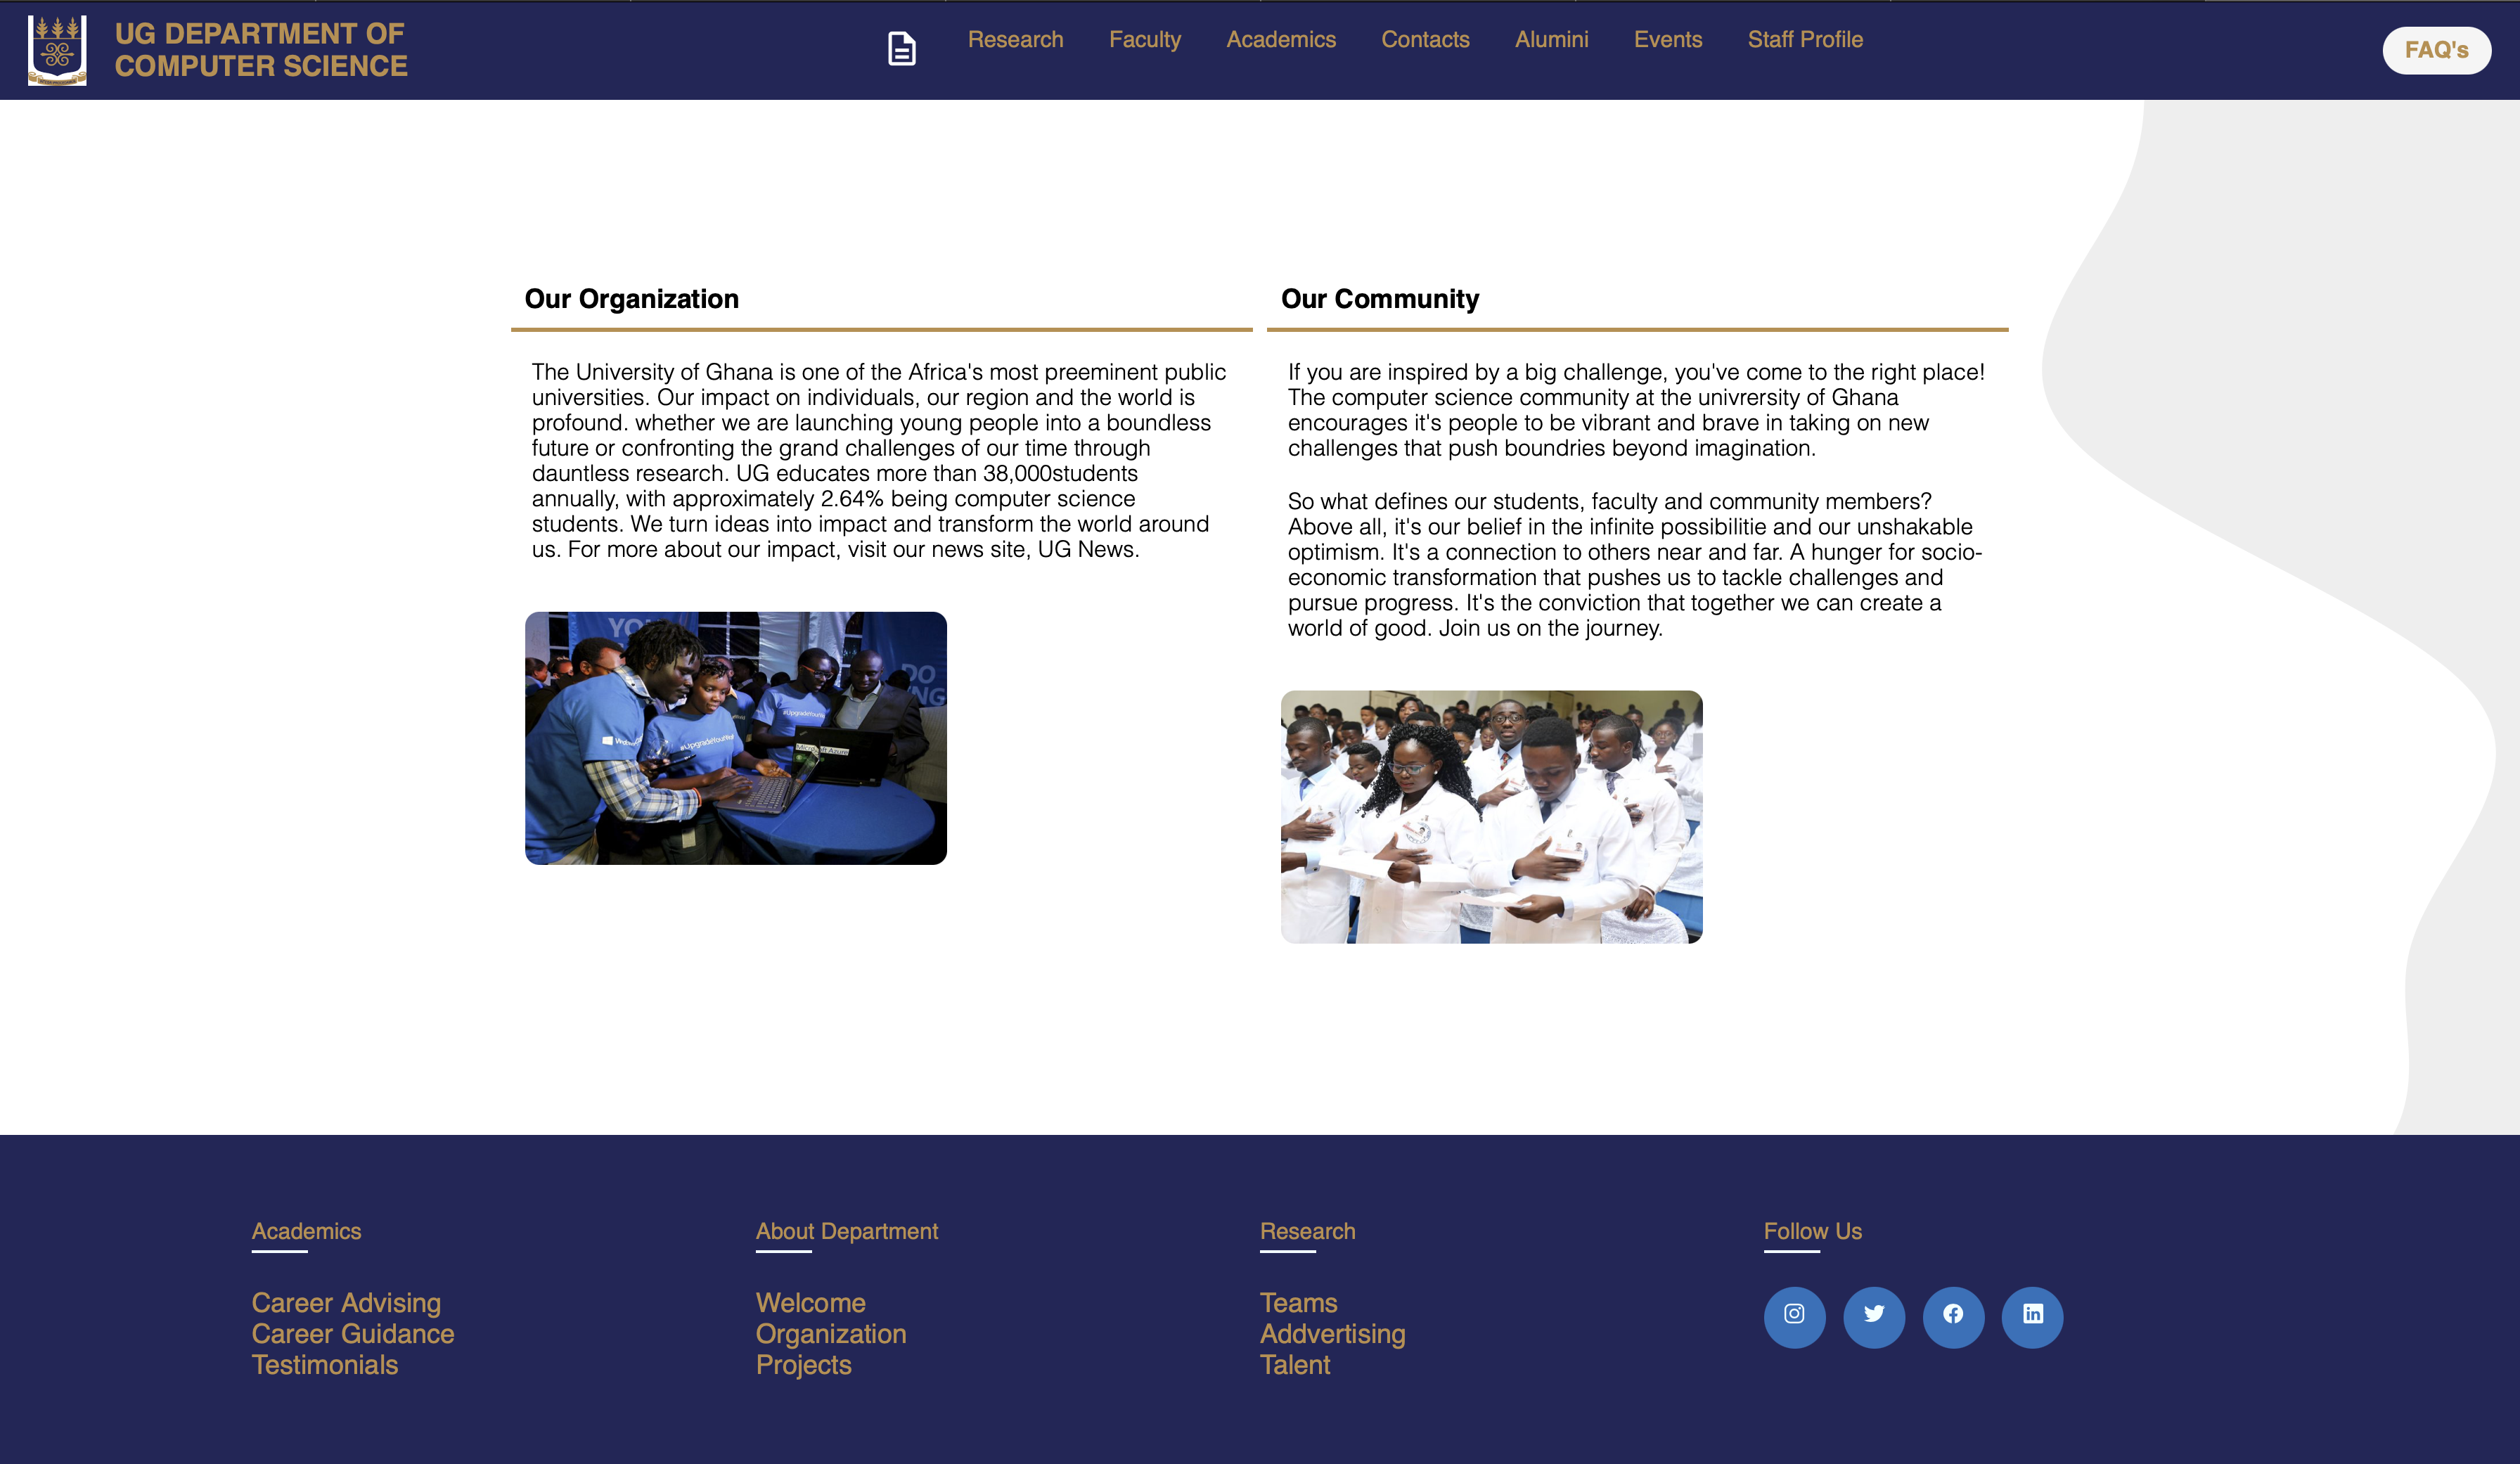 UG DEPARTMENT OF
COMPUTER SCIENCE
Research
Faculty
Academics
Contacts
Alumini
Events
Staff Profile
FAQ's
Our Organization
The University of Ghana is one of the Africa's most preeminent public
universities. Our impact on individuals, our region and the world is
profound. whether we are launching young people into a boundless
future or confronting the grand challenges of our time through
dauntless research. UG educates more than 38,000students
annually, with approximately 2.64% being computer science
students. We turn ideas into impact and transform the world around
us. For more about our impact, visit our news site, UG News.
DO
#UpgradeYourWorld
Microsoft Azure
Our Community
If you are inspired by a big challenge, you've come to the right place!
The computer science community at the univrersity of Ghana
encourages it's people to be vibrant and brave in taking on new
challenges that push boundries beyond imagination.
So what defines our students, faculty and community members?
Above all, it's our belief in the infinite possibilitie and our unshakable
optimism. It's a connection to others near and far. A hunger for socio-
economic transformation that pushes us to tackle challenges and
pursue progress. It's the conviction that together we can create a
world of good. Join us on the journey.
Academics
Career Advising
Career Guidance
Testimonials
About Department
Welcome
Organization
Projects
Research
Teams
Addvertising
Talent
Follow Us